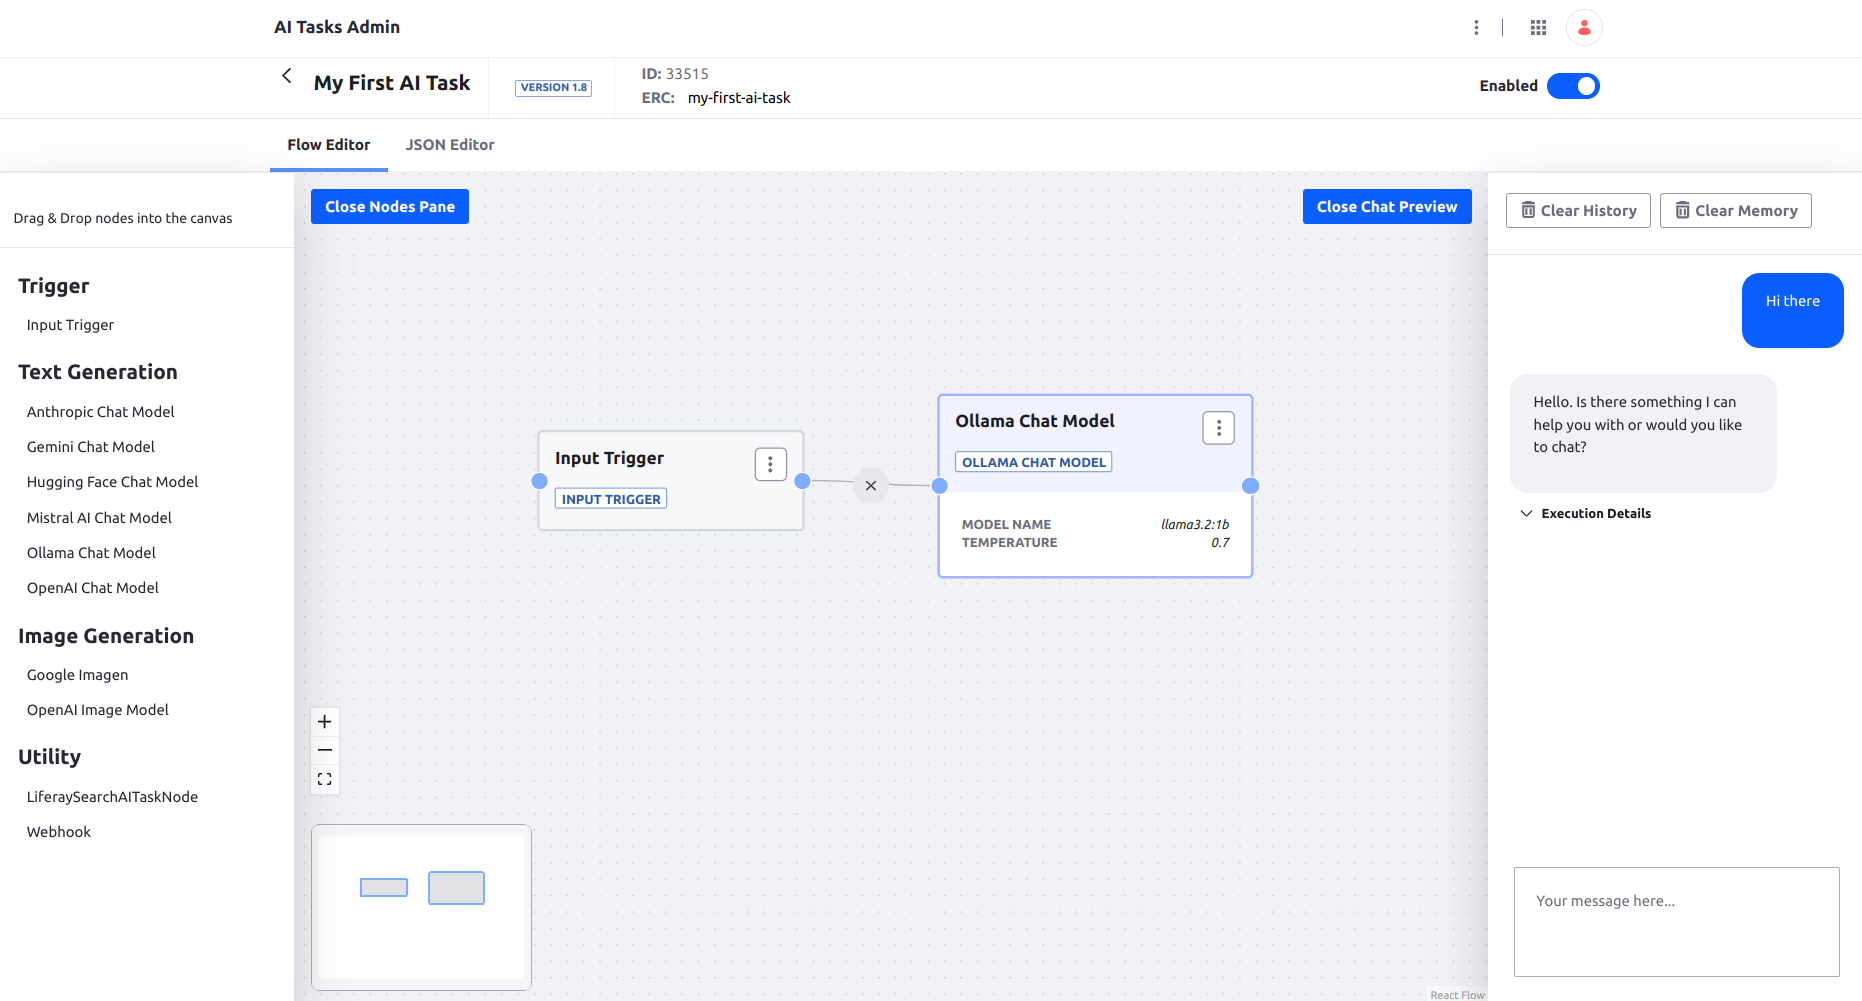 AI Tasks Admin
My First AI Task
VERSION 1.8
ID: 33515
ERC: my-first-ai-task
Enabled
Flow Editor
JSON Editor
Drag & Drop nodes into the canvas
Trigger
Input Trigger
Text Generation
Anthropic Chat Model
Gemini Chat Model
Hugging Face Chat Model
Mistral AI Chat Model
Ollama Chat Model
OpenAI Chat Model
Image Generation
Google Imagen
OpenAI Image Model
Utility
LiferaySearchAITaskNode
Webhook
Close Nodes Pane
Close Chat Preview
Input Trigger
INPUT TRIGGER
Ollama Chat Model
OLLAMA CHAT MODEL
MODEL NAME llama3.2:1b
TEMPERATURE 0.7
React Flow
Clear History
Clear Memory
Hi there
Hello. Is there something I can
help you with or would you like
to chat?
Execution Details
Your message here...